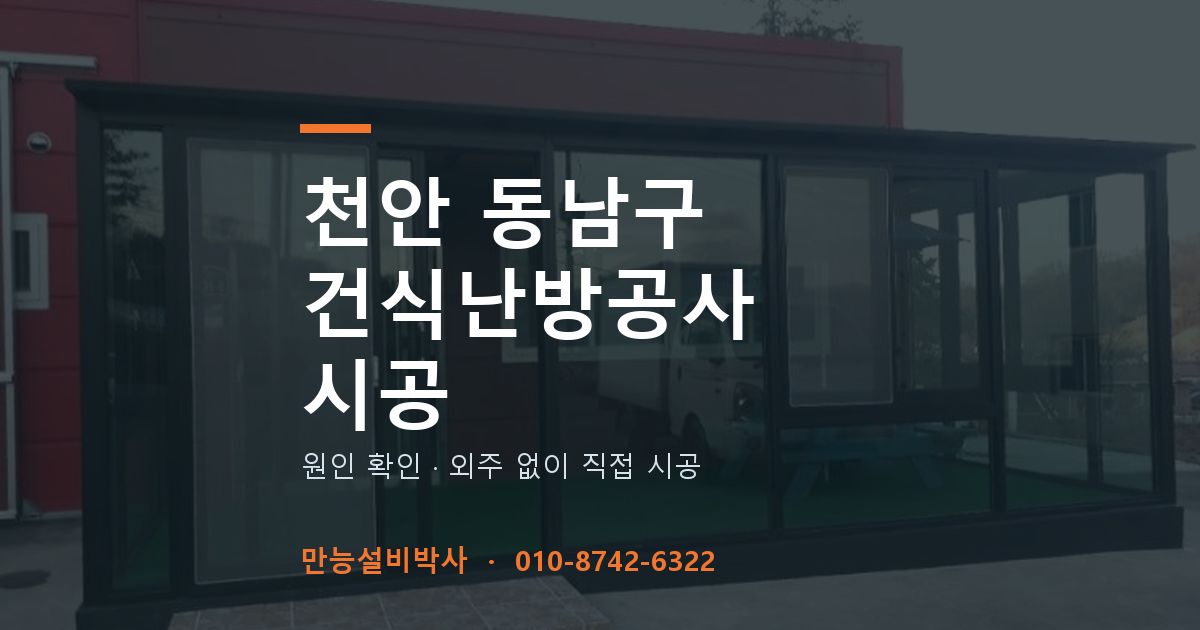 천안 동남구
건식난방공사
시공
원인 확인 · 외주 없이 직접 시공
만능설비박사 · 010-8742-6322